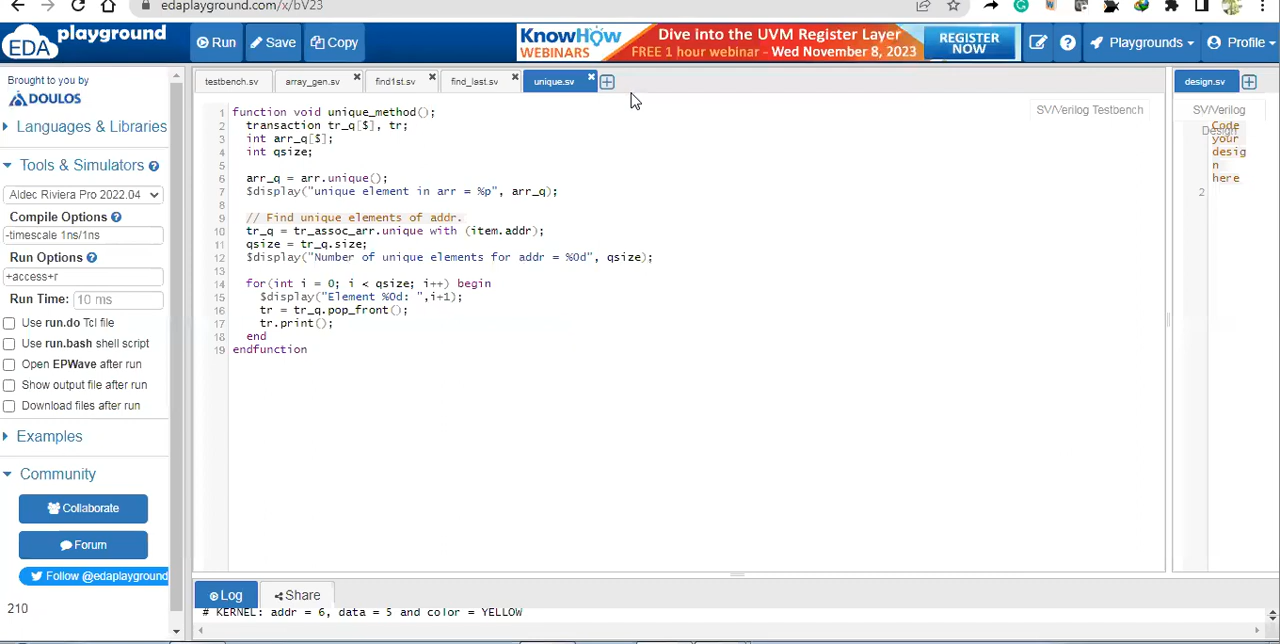 edaplayground.com/x/bV23
EDA playground
Run Save Copy
KnowHow WEBINARS
Dive into the UVM Register Layer
FREE 1 hour webinar - Wed November 8, 2023
REGISTER NOW
Playgrounds Profile
Brought to you by
DOULOS
Languages & Libraries
Tools & Simulators
Aldec Riviera Pro 2022.04
Compile Options
-timescale 1ns/1ns
Run Options
+access+r
Run Time: 10 ms
Use run.do Tcl file
Use run.bash shell script
Open EPWave after run
Show output file after run
Download files after run
Examples
Community
Collaborate
Forum
Follow @edaplayground
210
testbench.sv array_gen.sv find1st.sv find_last.sv unique.sv
SV/Verilog Testbench
1 function void unique_method();
2 transaction tr_q[$], tr;
3 int arr_q[$];
4 int qsize;
5
6 arr_q = arr.unique();
7 $display("unique element in arr = %p", arr_q);
8
9 // Find unique elements of addr.
10 tr_q = tr_assoc_arr.unique with (item.addr);
11 qsize = tr_q.size;
12 $display("Number of unique elements for addr = %0d", qsize);
13
14 for(int i = 0; i < qsize; i++) begin
15 $display("Element %0d: ",i+1);
16 tr = tr_q.pop_front();
17 tr.print();
18 end
19 endfunction
design.sv
SV/Verilog
Design
Code
your
desig
n
here
2
Log Share
# KERNEL: addr = 6, data = 5 and color = YELLOW